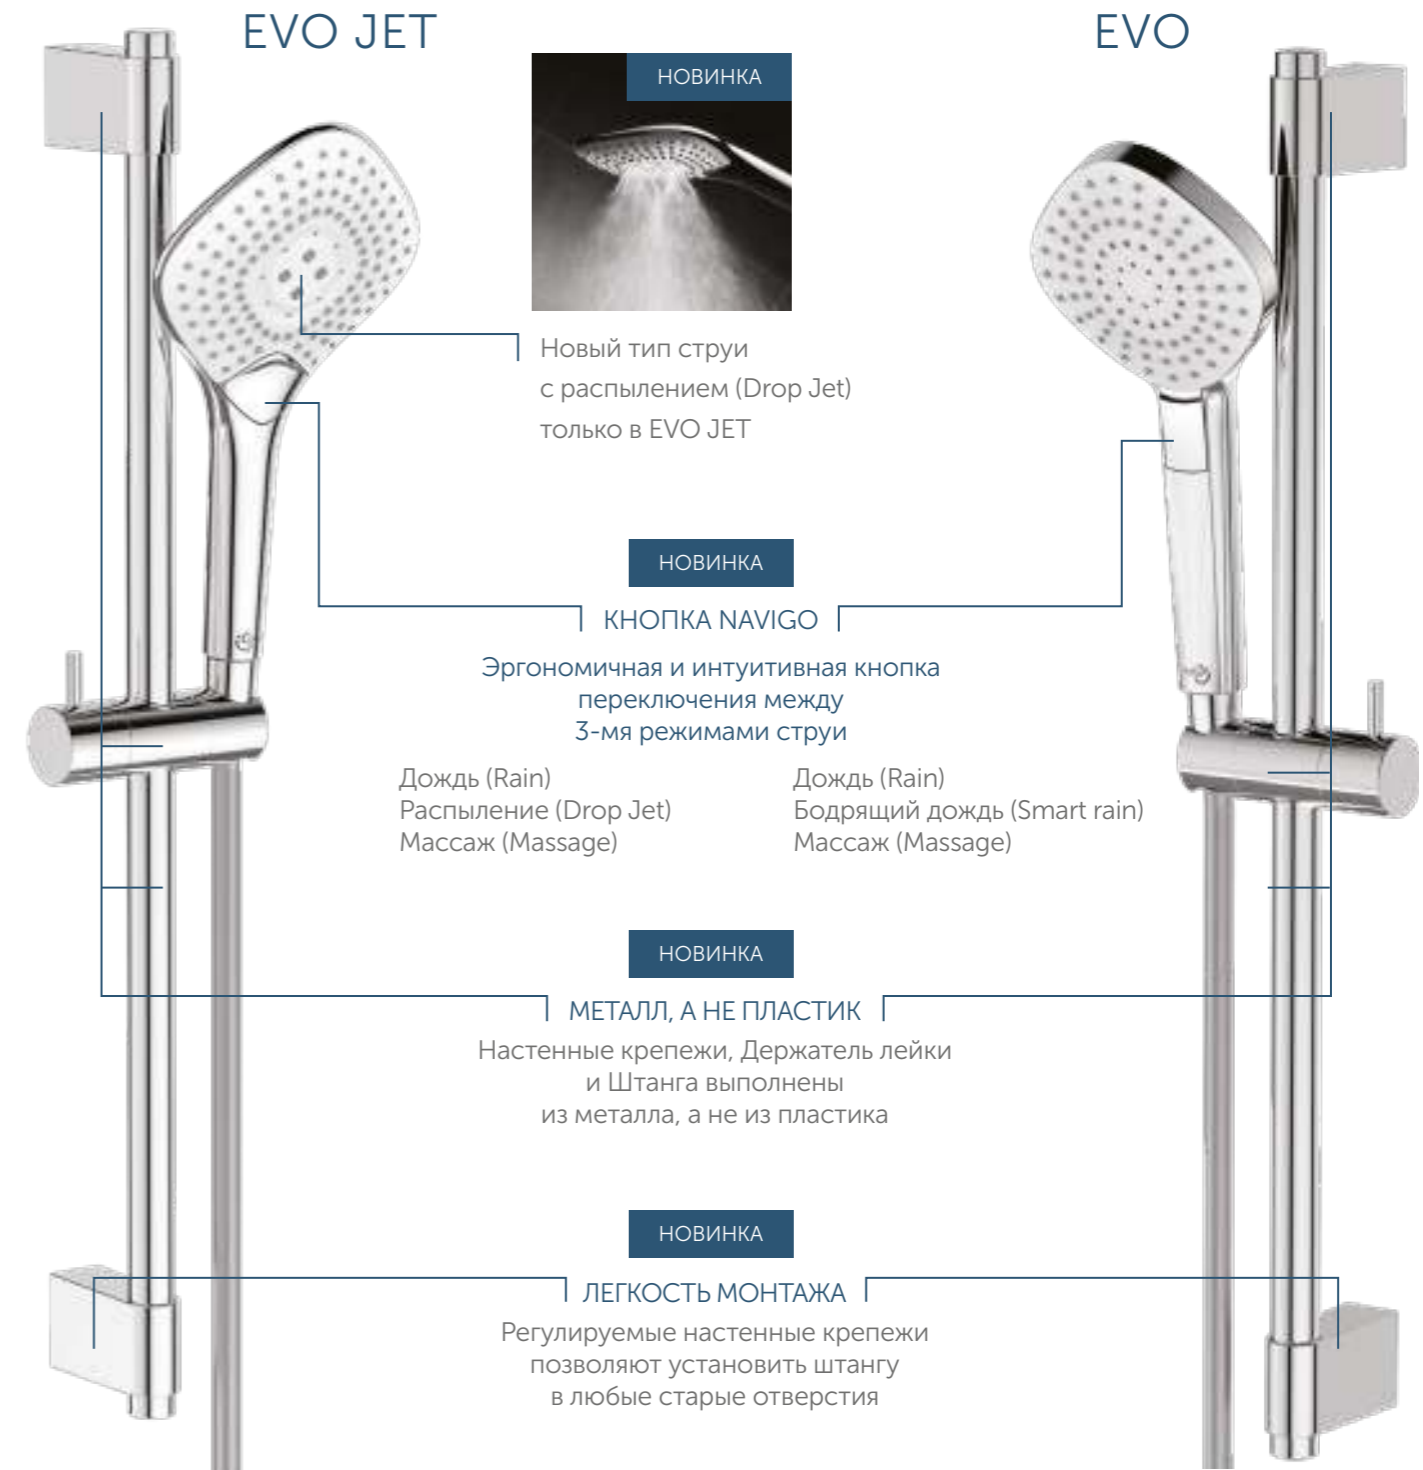 EVO JET
EVO
НОВИНКА
Новый тип струи
с распылением (Drop Jet)
только в EVO JET
НОВИНКА
КНОПКА NAVIGO
Эргономичная и интуитивная кнопка
переключения между
3-мя режимами струи
Дождь (Rain)
Распыление (Drop Jet)
Массаж (Massage)
Дождь (Rain)
Бодрящий дождь (Smart rain)
Массаж (Massage)
НОВИНКА
МЕТАЛЛ, А НЕ ПЛАСТИК
Настенные крепежи, Держатель лейки
и Штанга выполнены
из металла, а не из пластика
НОВИНКА
ЛЕГКОСТЬ МОНТАЖА
Регулируемые настенные крепежи
позволяют установить штангу
в любые старые отверстия